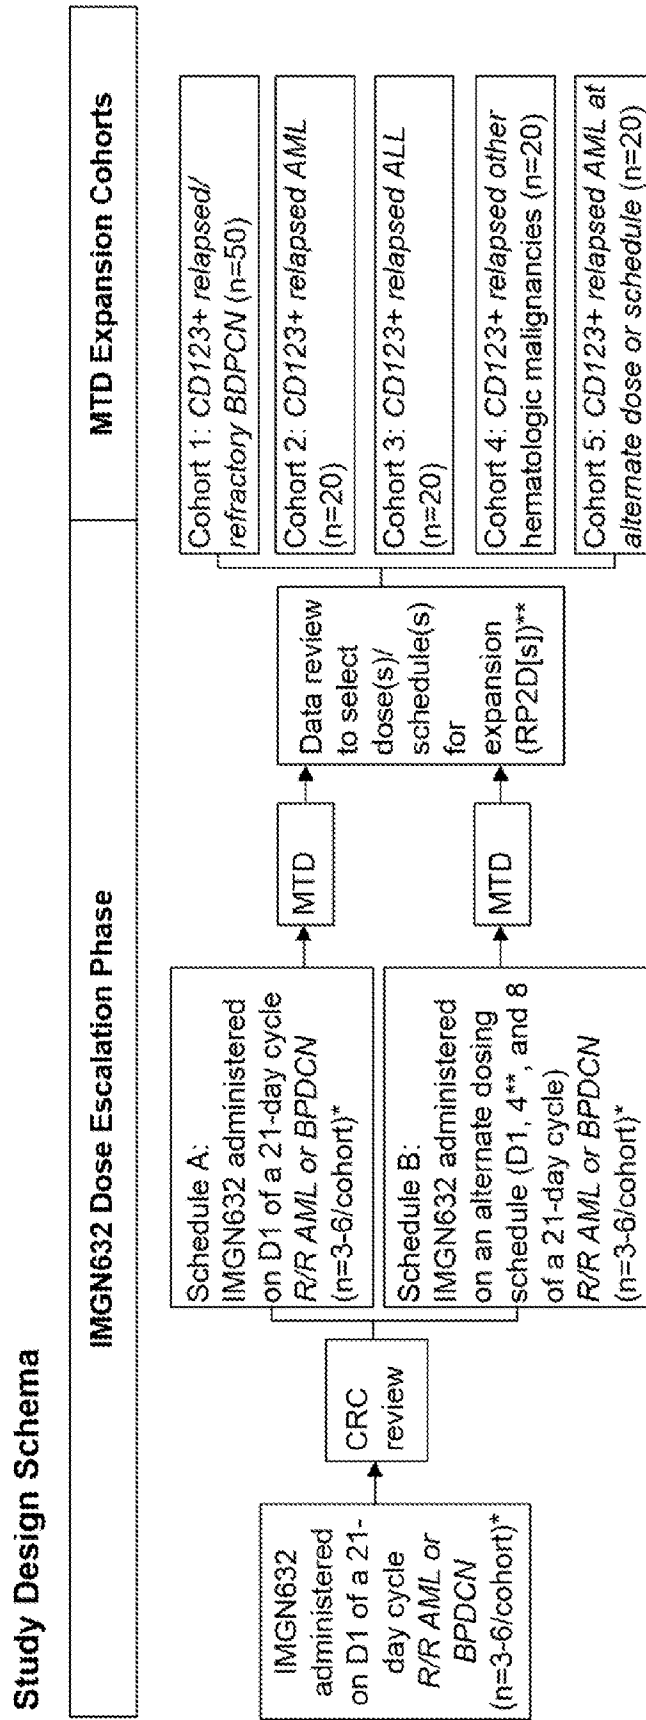 Study Design Schema
IMGN632 Dose Escalation Phase
MTD Expansion Cohorts
IMGN632
administered
on D1 of a 21-
day cycle
R/R AML or
BPDCN
(n=3-6/cohort)*
CRC
review
Schedule A:
IMGN632 administered
on D1 of a 21-day cycle
R/R AML or BPDCN
(n=3-6/cohort)*
Schedule B:
IMGN632 administered
on an alternate dosing
schedule (D1, 4**, and 8
of a 21-day cycle)
R/R AML or BPDCN
(n=3-6/cohort)*
MTD
MTD
Data review
to select
dose(s)/
schedule(s)
for
expansion
(RP2D[s])**
Cohort 1: CD123+ relapsed/
refractory BDPCN (n=50)
Cohort 2: CD123+ relapsed AML
(n=20)
Cohort 3: CD123+ relapsed ALL
(n=20)
Cohort 4: CD123+ relapsed other
hematologic malignancies (n=20)
Cohort 5: CD123+ relapsed AML at
alternate dose or schedule (n=20)